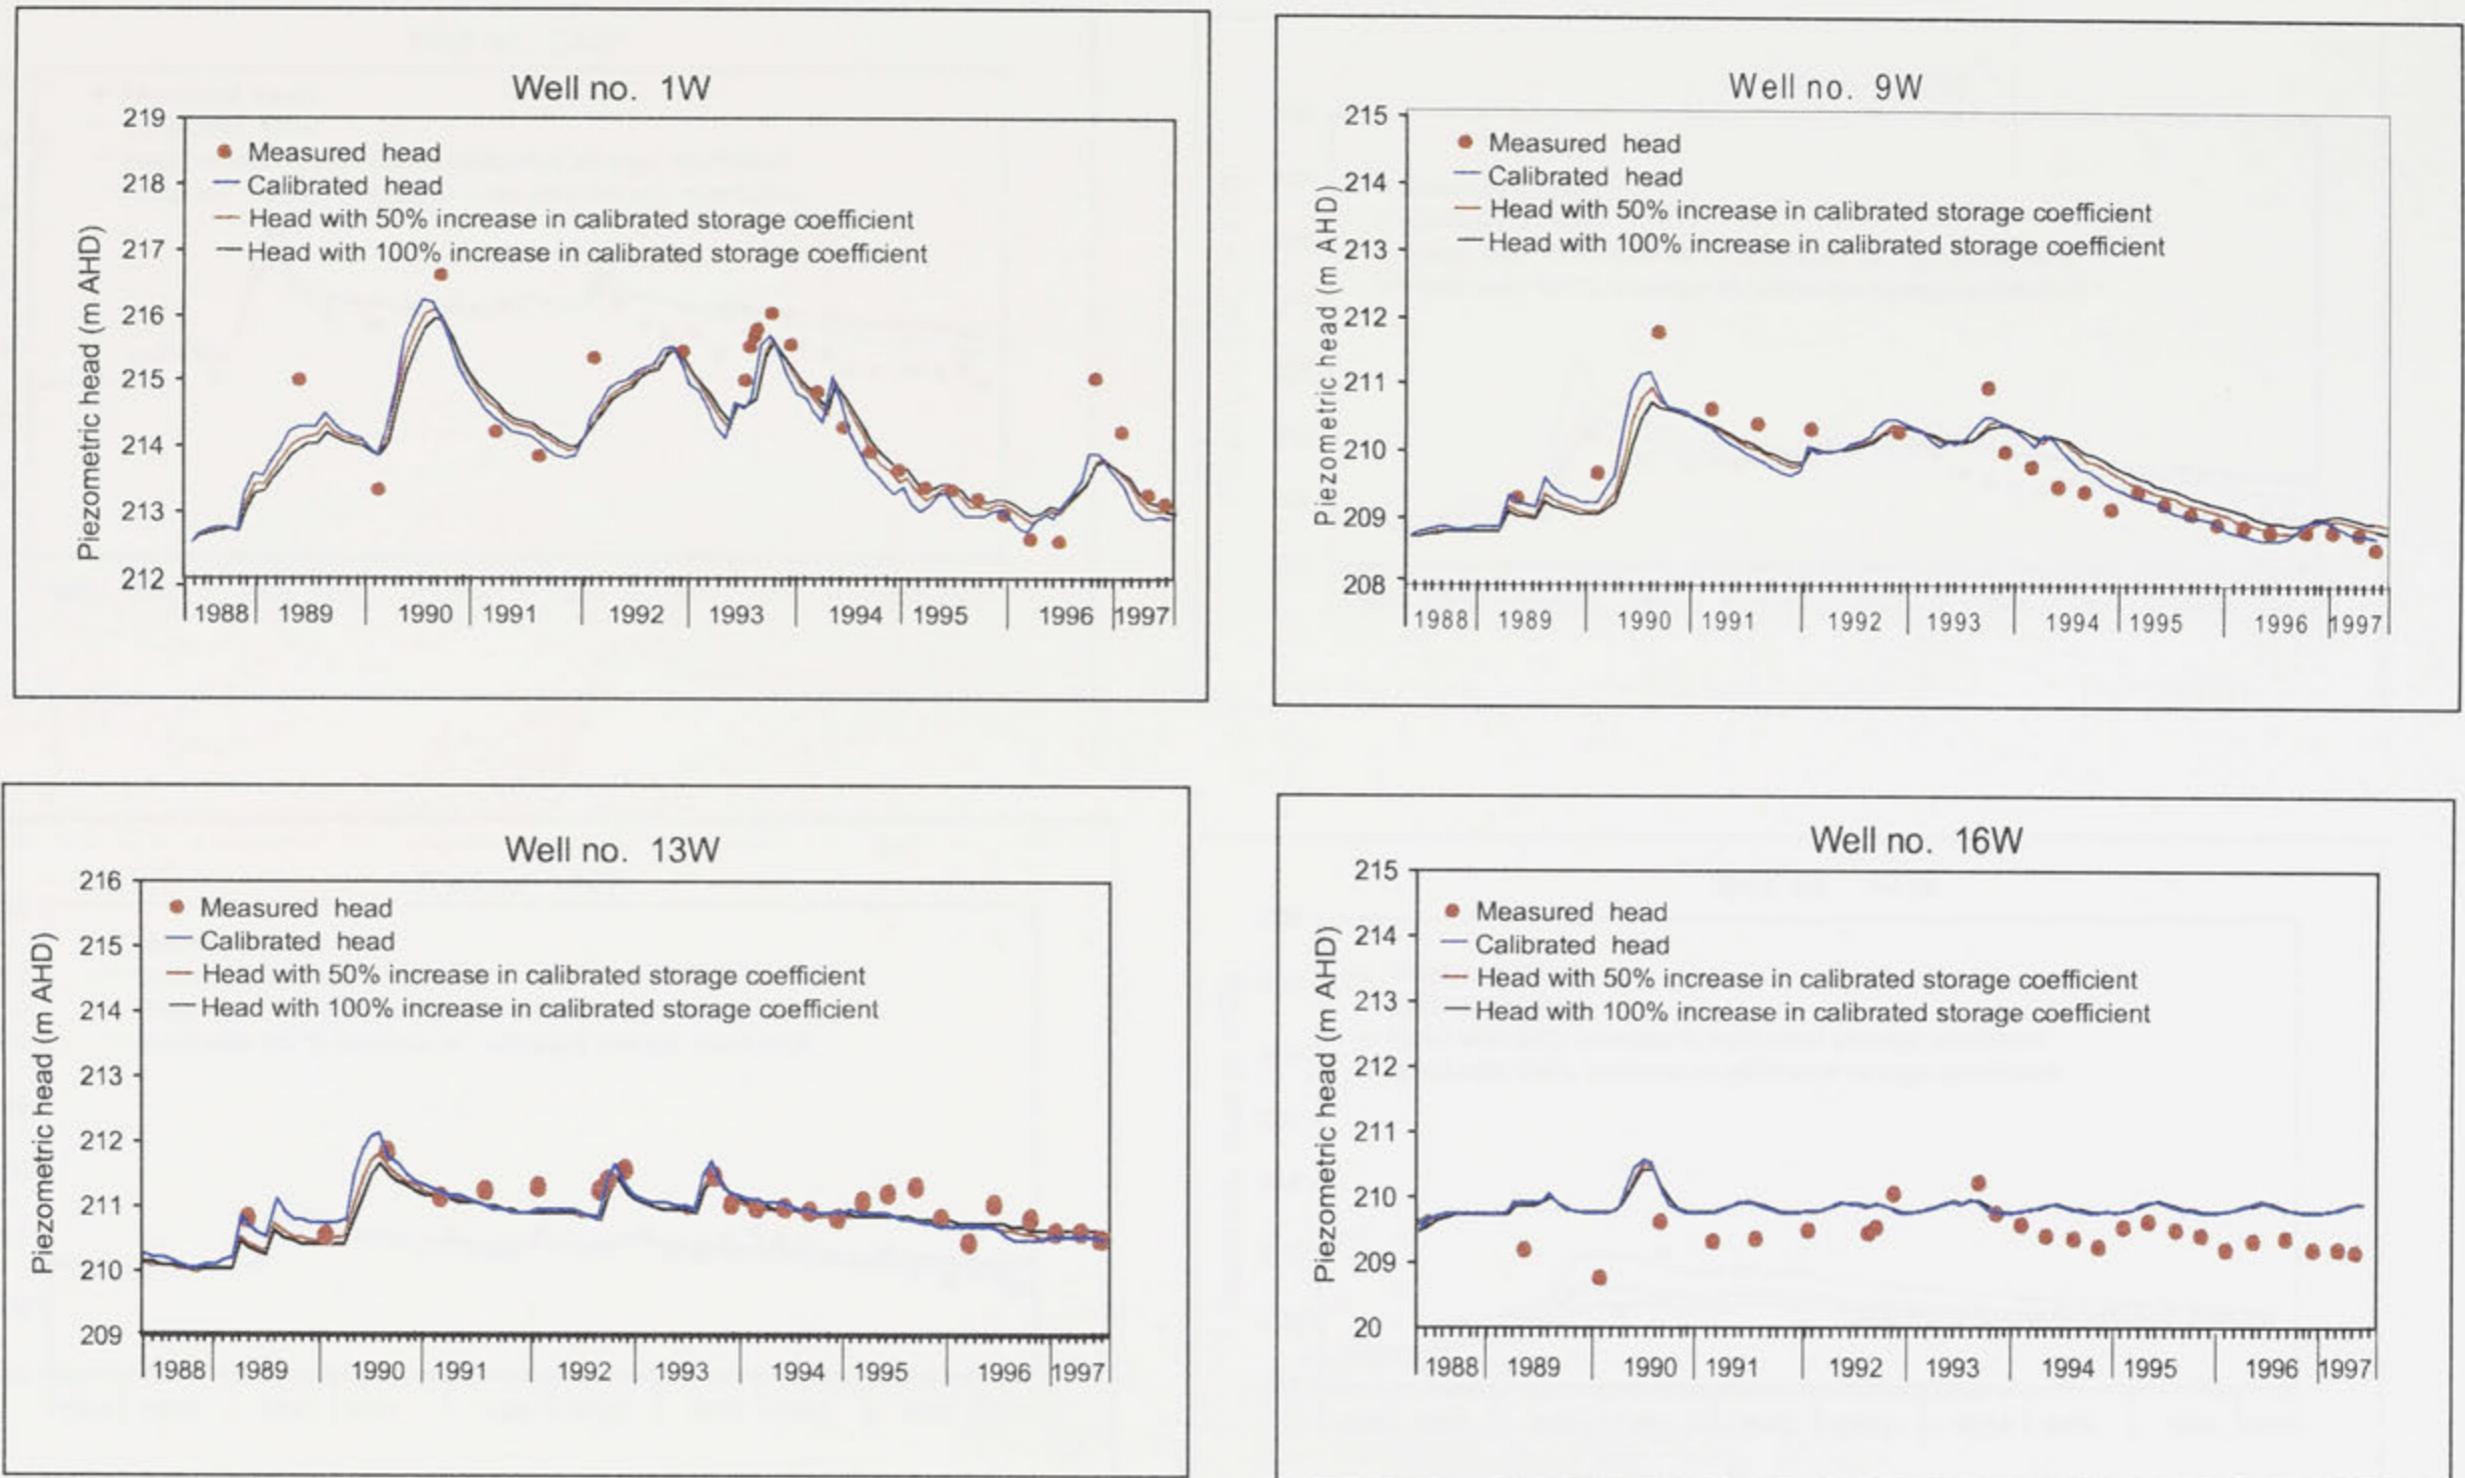 Well no. 1W
219
218
217
216
215
214
213
212
Piezometric head (m AHD)
Measured head
Calibrated head
Head with 50% increase in calibrated storage coefficient
Head with 100% increase in calibrated storage coefficient
1988 1989 1990 1991 1992 1993 1994 1995 1996 1997
Well no. 9W
215
214
213
212
211
210
209
208
Piezometric head (m AHD)
Measured head
Calibrated head
Head with 50% increase in calibrated storage coefficient
Head with 100% increase in calibrated storage coefficient
1988 1989 1990 1991 1992 1993 1994 1995 1996 1997
Well no. 13W
216
215
214
213
212
211
210
209
Piezometric head (m AHD)
Measured head
Calibrated head
Head with 50% increase in calibrated storage coefficient
Head with 100% increase in calibrated storage coefficient
1988 1989 1990 1991 1992 1993 1994 1995 1996 1997
Well no. 16W
215
214
213
212
211
210
209
20
Piezometric head (m AHD)
Measured head
Calibrated head
Head with 50% increase in calibrated storage coefficient
Head with 100% increase in calibrated storage coefficient
1988 1989 1990 1991 1992 1993 1994 1995 1996 1997